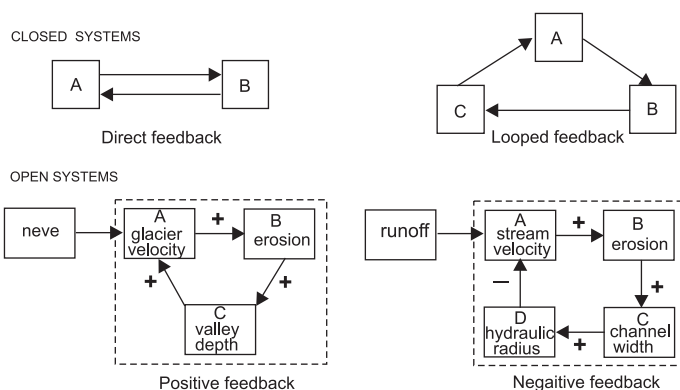 CLOSED SYSTEMS
A
B
Direct feedback
A
C
B
Looped feedback
OPEN SYSTEMS
neve
A
glacier
velocity
+
B
erosion
+
+
C
valley
depth
Positive feedback
runoff
A
stream
velocity
+
B
erosion
–
+
D
hydraulic
radius
+
C
channel
width
Negaitive feedback